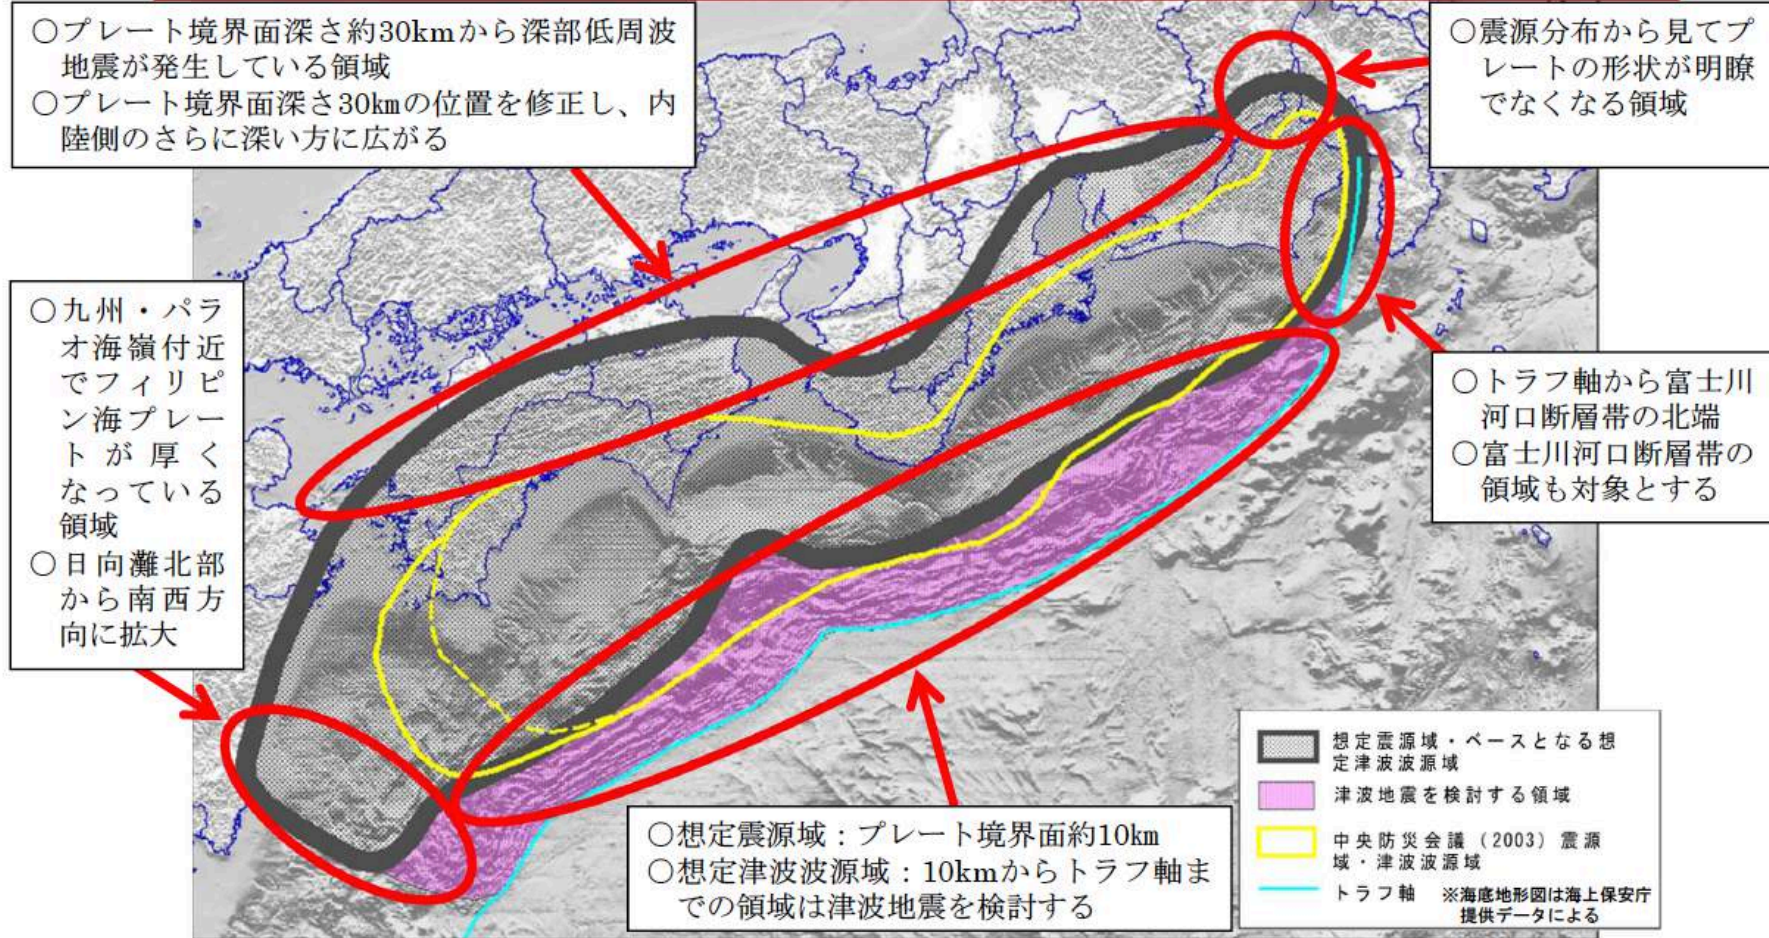 ○プレート境界面深さ約30kmから深部低周波
地震が発生している領域
○プレート境界面深さ30kmの位置を修正し、内
陸側のさらに深い方に広がる
○震源分布から見てプ
レートの形状が明瞭
でなくなる領域
○九州・パラ
オ海嶺付近
でフィリピ
ン海プレー
トが厚く
なっている
領域
○日向灘北部
から南西方
向に拡大
○トラフ軸から富士川
河口断層帯の北端
○富士川河口断層帯の
領域も対象とする
○想定震源域：プレート境界面約10km
○想定津波波源域：10kmからトラフ軸ま
での領域は津波地震を検討する
想定震源域・ベースとなる想
定津波波源域
津波地震を検討する領域
中央防災会議（2003）震源
域・津波波源域
トラフ軸 ※海底地形図は海上保安庁
提供データによる